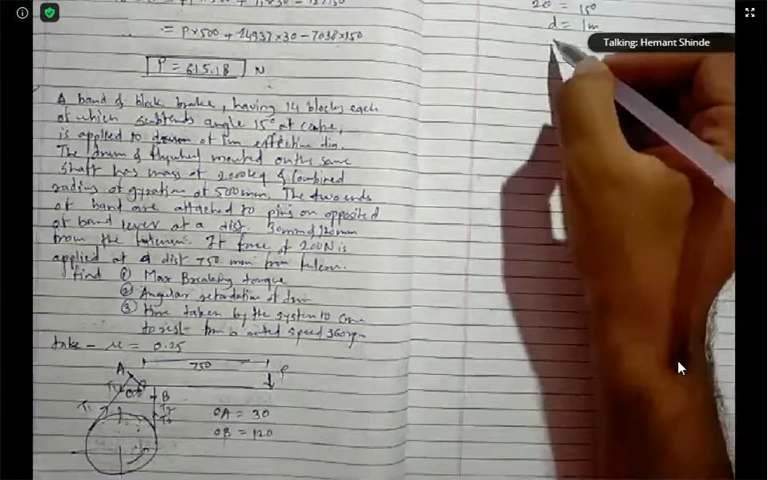 = P×500 + 14937×30 - 7038×150
P = 615.18 N
A band & block brake, having 14 blocks each
of which subtends angle 15° at centre,
is applied to drum of 1m effective dia.
The drum & flywheel mounted on the same
shaft has mass of 2000kg & combined
radius of gyration of 500mm. The two ends
of band are attached to pins on opposited
of band lever at a dist. 30mm & 120mm
from the fulcrum. If force of 200N is
applied at a dist 750 mm from fulcrum.
find ① Max Breaking torque
② Angular retardation of drum
③ time taken by the system to come
to rest from a rated speed 360rpm
take - μ = 0.25
750
P
A
B
OA = 30
OB = 120
2θ = 15°
d = 1m
Talking: Hemant Shinde